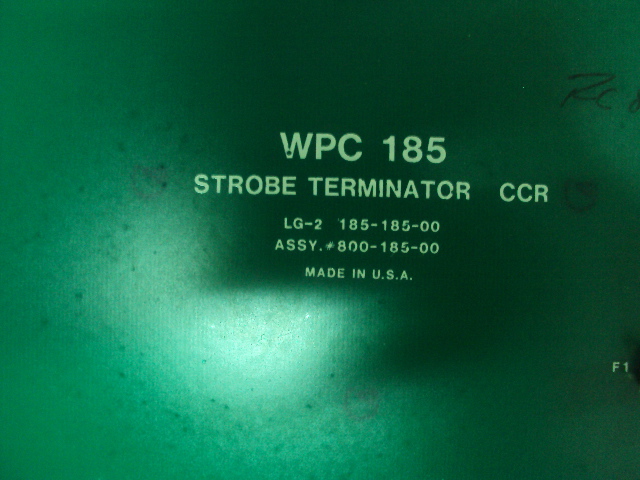 WPC 185
STROBE TERMINATOR CCR
LG-2 185-185-00
ASSY.#800-185-00
MADE IN U.S.A.
F1